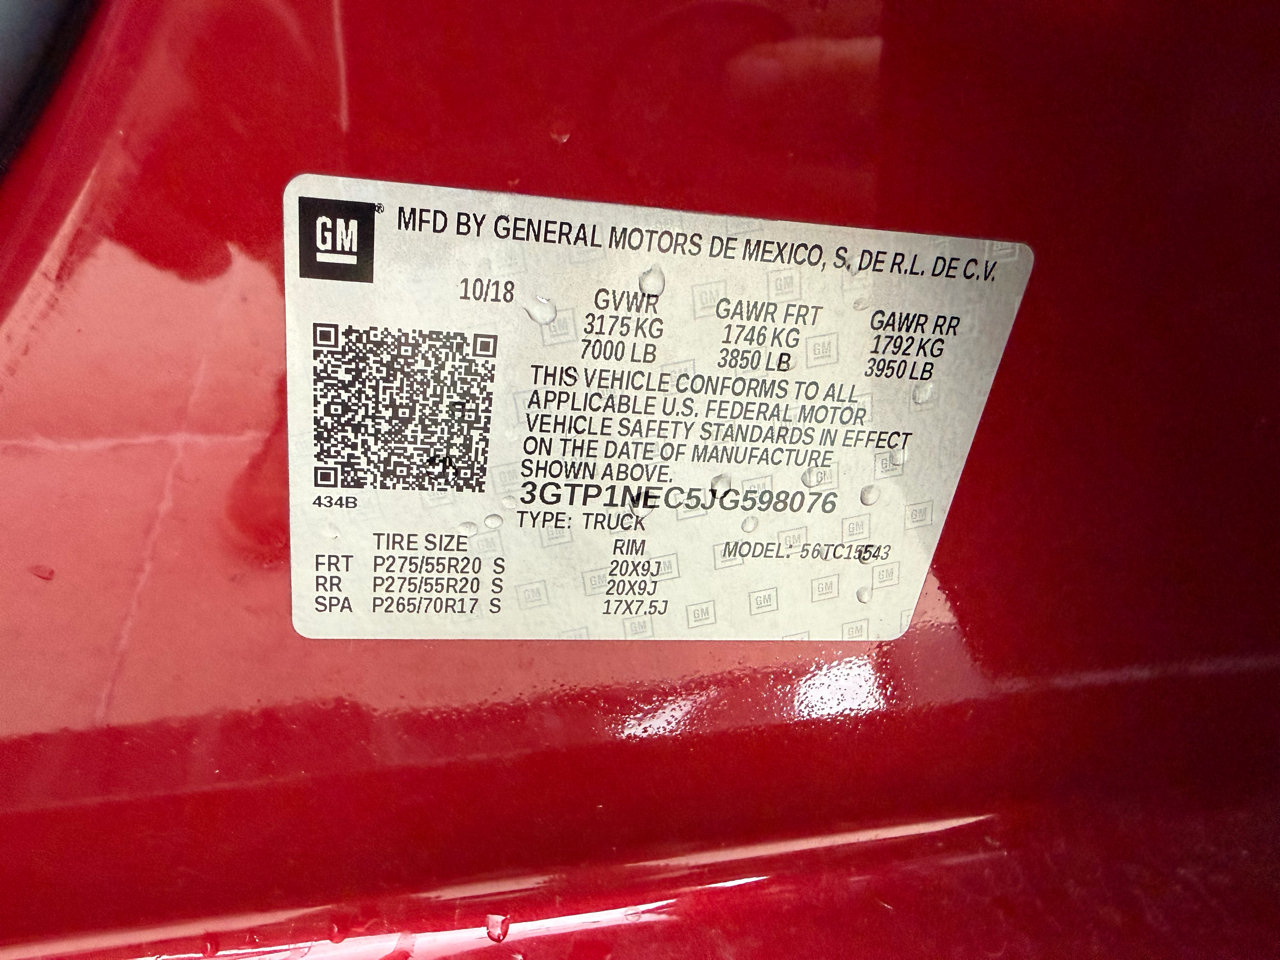 GM® MFD BY GENERAL MOTORS DE MEXICO, S. DE R.L. DE C.V.
10/18
GVWR GAWR FRT GAWR RR
3175 KG 1746 KG 1792 KG
7000 LB 3850 LB 3950 LB
THIS VEHICLE CONFORMS TO ALL
APPLICABLE U.S. FEDERAL MOTOR
VEHICLE SAFETY STANDARDS IN EFFECT
ON THE DATE OF MANUFACTURE
SHOWN ABOVE.
3GTP1NEC5JG598076
434B
TYPE: TRUCK
MODEL: 56TC15543
TIRE SIZE RIM
FRT P275/55R20 S 20X9J
RR P275/55R20 S 20X9J
SPA P265/70R17 S 17X7.5J